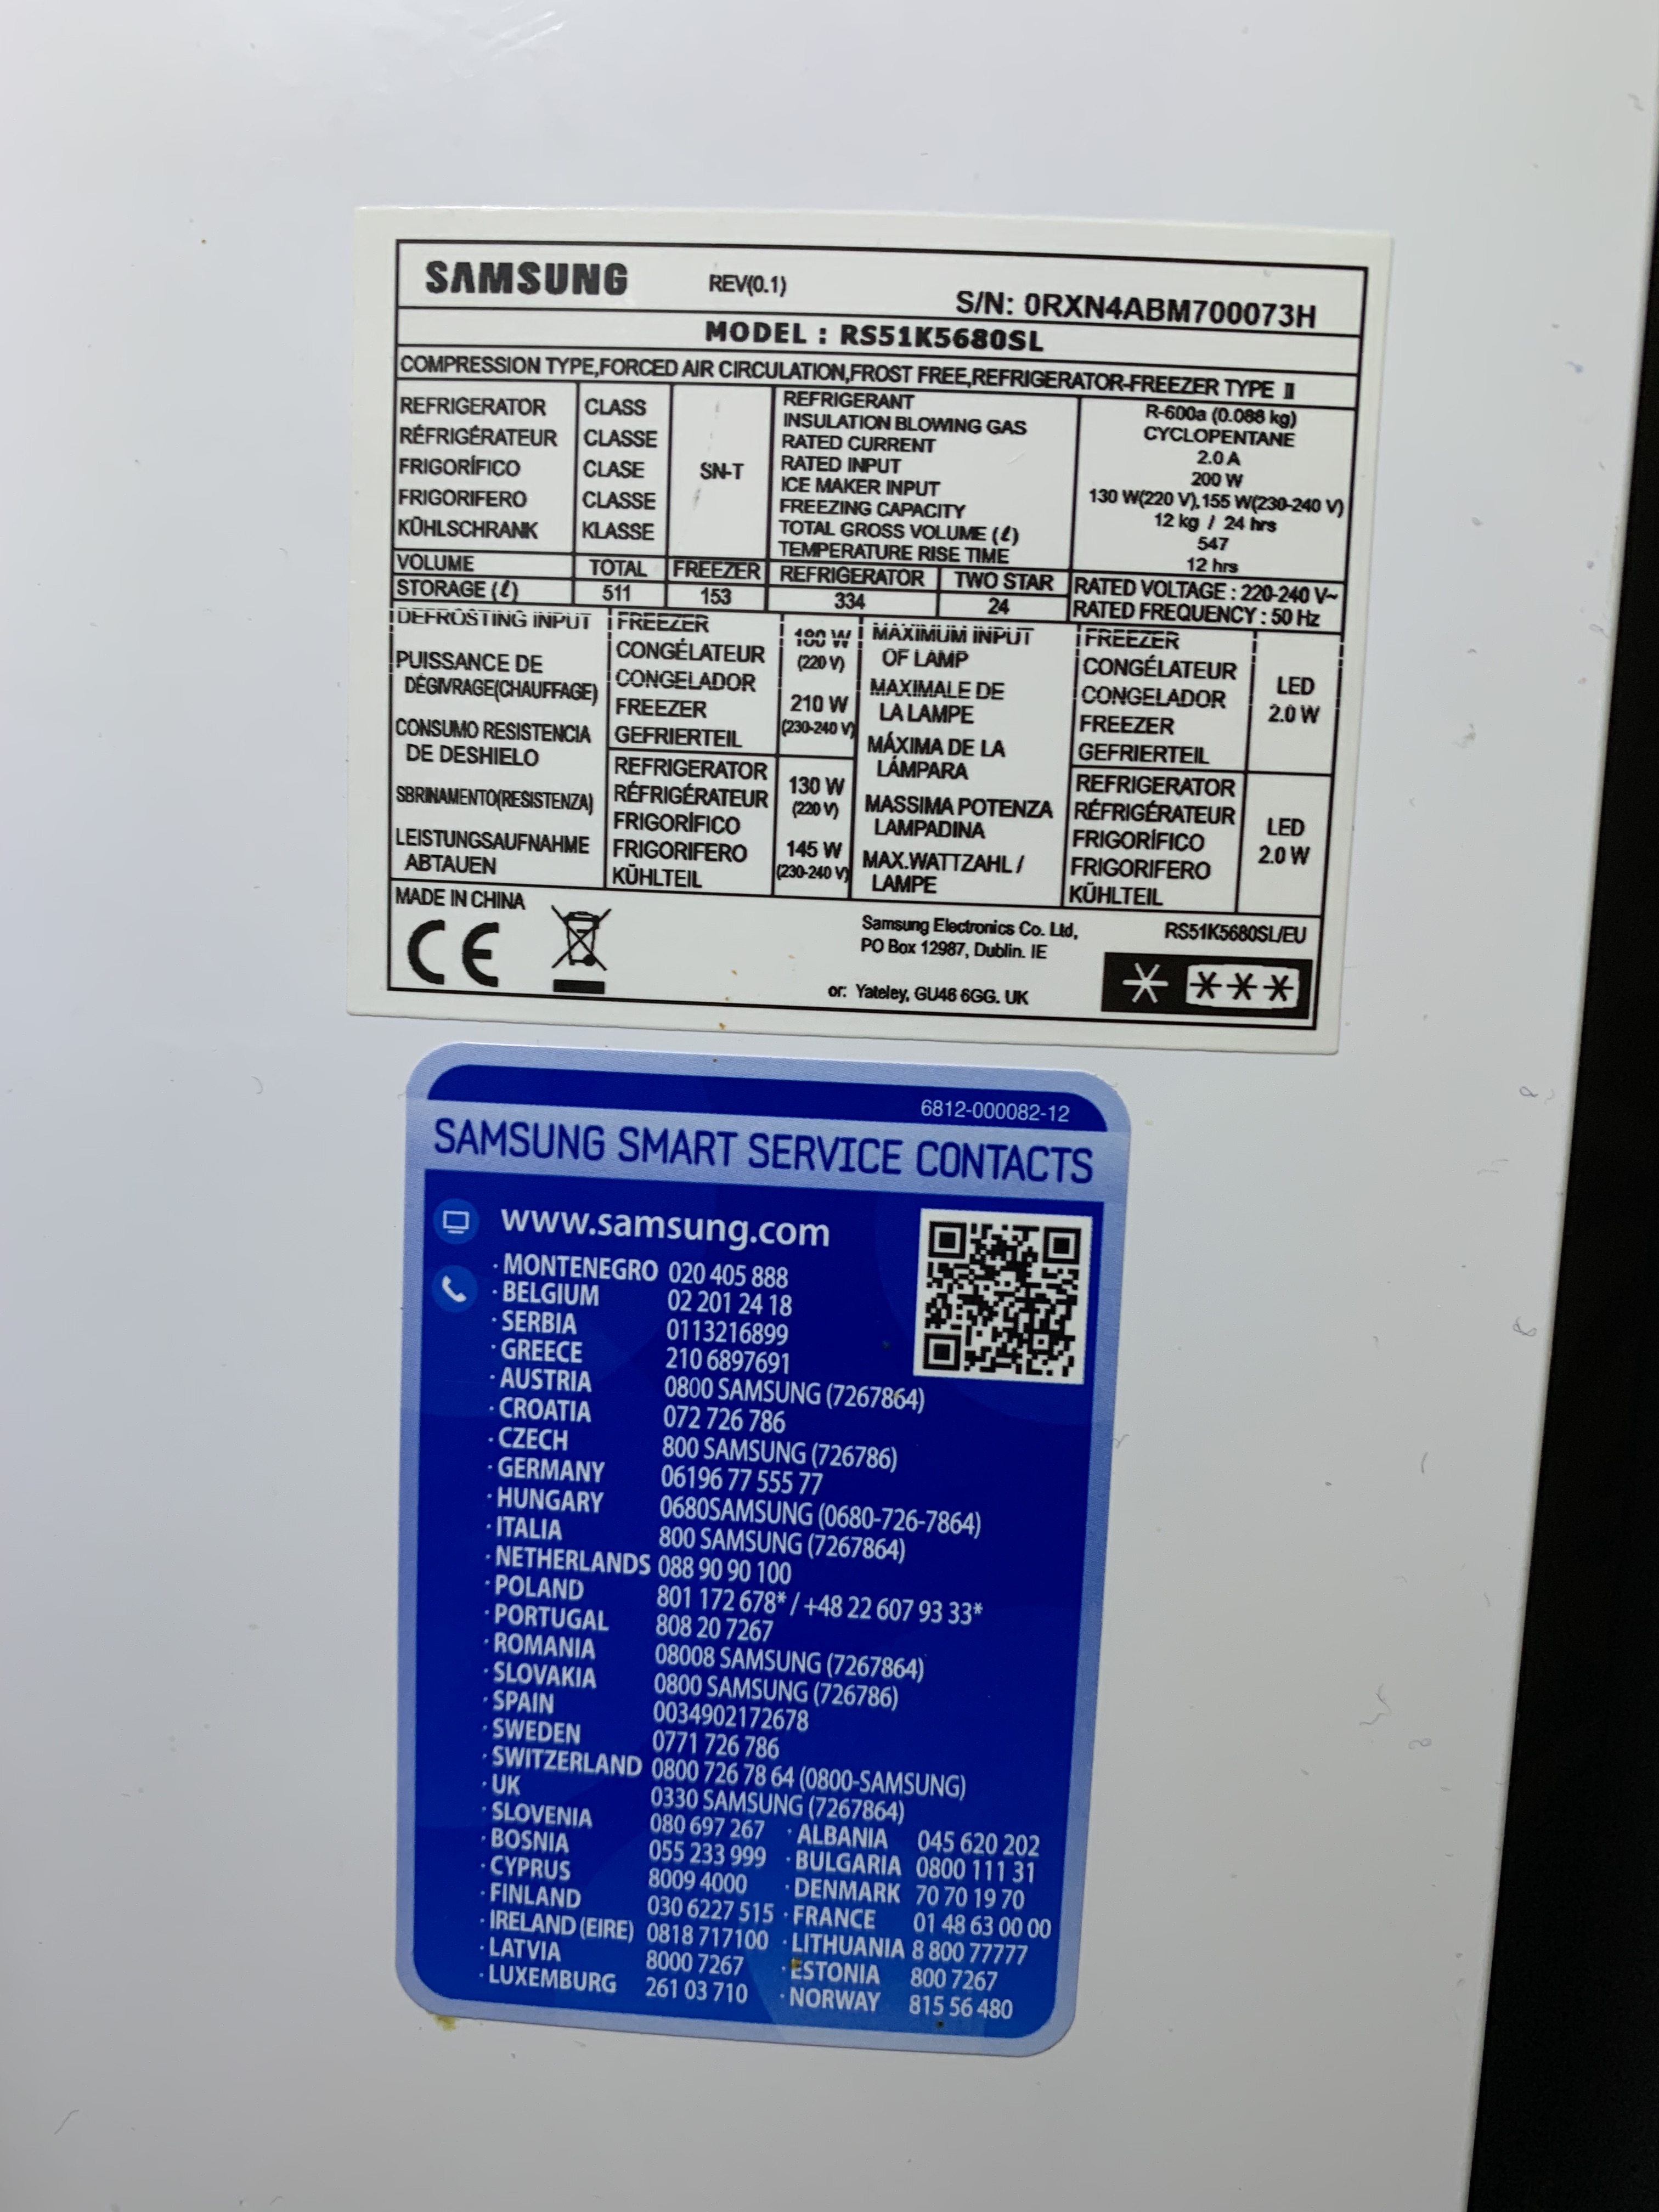 SAMSUNG REV(0.1) S/N: 0RXN4ABM700073H
MODEL : RS51K5680SL
COMPRESSION TYPE,FORCED AIR CIRCULATION,FROST FREE,REFRIGERATOR-FREEZER TYPE II
REFRIGERATOR CLASS
RÉFRIGÉRATEUR CLASSE
FRIGORÍFICO CLASE
FRIGORIFERO CLASSE
KÜHLSCHRANK KLASSE
SN-T
REFRIGERANT R-600a (0.088 kg)
INSULATION BLOWING GAS CYCLOPENTANE
RATED CURRENT 2.0 A
RATED INPUT 200 W
ICE MAKER INPUT 130 W(220 V),155 W(230-240 V)
FREEZING CAPACITY 12 kg / 24 hrs
TOTAL GROSS VOLUME (ℓ) 547
TEMPERATURE RISE TIME 12 hrs
VOLUME TOTAL FREEZER REFRIGERATOR TWO STAR
STORAGE (ℓ) 511 153 334 24
RATED VOLTAGE : 220-240 V~
RATED FREQUENCY : 50 Hz
DEFROSTING INPUT
PUISSANCE DE
DÉGIVRAGE(CHAUFFAGE)
CONSUMO RESISTENCIA
DE DESHIELO
SBRINAMENTO(RESISTENZA)
LEISTUNGSAUFNAHME
ABTAUEN
FREEZER
CONGÉLATEUR
CONGELADOR
FREEZER
GEFRIERTEIL
180 W
(220 V)
210 W
(230-240 V)
REFRIGERATOR
RÉFRIGÉRATEUR
FRIGORÍFICO
FRIGORIFERO
KÜHLTEIL
130 W
(220 V)
145 W
(230-240 V)
MAXIMUM INPUT
OF LAMP
MAXIMALE DE
LA LAMPE
MÁXIMA DE LA
LÁMPARA
MASSIMA POTENZA
LAMPADINA
MAX.WATTZAHL /
LAMPE
FREEZER
CONGÉLATEUR
CONGELADOR
FREEZER
GEFRIERTEIL
LED
2.0 W
REFRIGERATOR
RÉFRIGÉRATEUR
FRIGORÍFICO
FRIGORIFERO
KÜHLTEIL
LED
2.0 W
MADE IN CHINA
CE
Samsung Electronics Co. Ltd,
PO Box 12987, Dublin. IE
or: Yateley, GU46 6GG. UK
RS51K5680SL/EU
6812-000082-12
SAMSUNG SMART SERVICE CONTACTS
www.samsung.com
· MONTENEGRO 020 405 888
· BELGIUM 02 201 24 18
· SERBIA 0113216899
· GREECE 210 6897691
· AUSTRIA 0800 SAMSUNG (7267864)
· CROATIA 072 726 786
· CZECH 800 SAMSUNG (726786)
· GERMANY 06196 77 555 77
· HUNGARY 0680SAMSUNG (0680-726-7864)
· ITALIA 800 SAMSUNG (7267864)
· NETHERLANDS 088 90 90 100
· POLAND 801 172 678* / +48 22 607 93 33*
· PORTUGAL 808 20 7267
· ROMANIA 08008 SAMSUNG (7267864)
· SLOVAKIA 0800 SAMSUNG (726786)
· SPAIN 0034902172678
· SWEDEN 0771 726 786
· SWITZERLAND 0800 726 78 64 (0800-SAMSUNG)
· UK 0330 SAMSUNG (7267864)
· SLOVENIA 080 697 267 · ALBANIA 045 620 202
· BOSNIA 055 233 999 · BULGARIA 0800 111 31
· CYPRUS 8009 4000 · DENMARK 70 70 19 70
· FINLAND 030 6227 515 · FRANCE 01 48 63 00 00
· IRELAND (EIRE) 0818 717100 · LITHUANIA 8 800 77777
· LATVIA 8000 7267 · ESTONIA 800 7267
· LUXEMBURG 261 03 710 · NORWAY 815 56 480